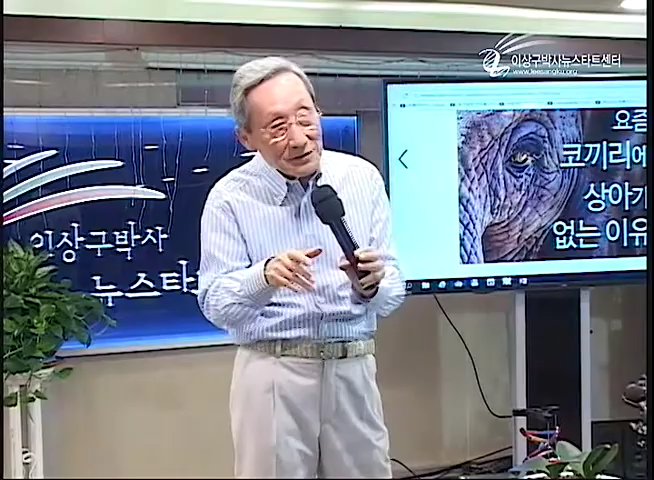 이상구박사뉴스타트센터
www.leesangku.org
요즘
코끼리에
상아가
없는 이유
이상구박사
뉴스타트